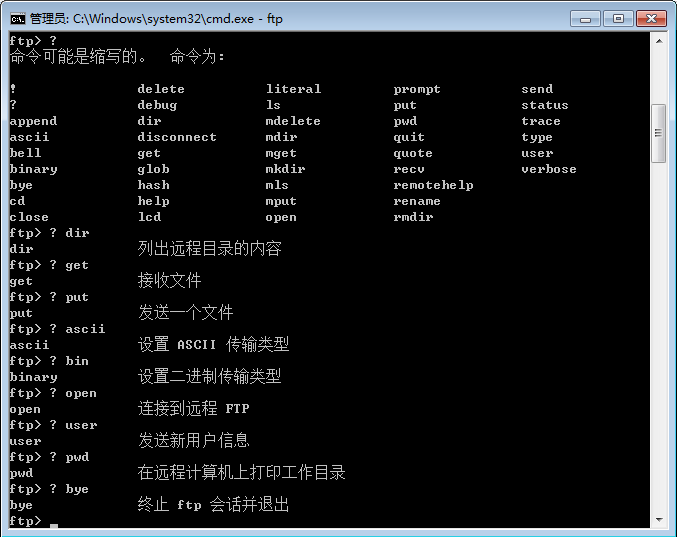 管理员: C:\Windows\system32\cmd.exe - ftp
ftp> ?
命令可能是缩写的。  命令为:
!               delete          literal         prompt          send
?               debug           ls              put             status
append          dir             mdelete         pwd             trace
ascii           disconnect      mdir            quit            type
bell            get             mget            quote           user
binary          glob            mkdir           recv            verbose
bye             hash            mls             remotehelp
cd              help            mput            rename
close           lcd             open            rmdir
ftp> ? dir
dir             列出远程目录的内容
ftp> ? get
get             接收文件
ftp> ? put
put             发送一个文件
ftp> ? ascii
ascii           设置 ASCII 传输类型
ftp> ? bin
binary          设置二进制传输类型
ftp> ? open
open            连接到远程 FTP
ftp> ? user
user            发送新用户信息
ftp> ? pwd
pwd             在远程计算机上打印工作目录
ftp> ? bye
bye             终止 ftp 会话并退出
ftp> _